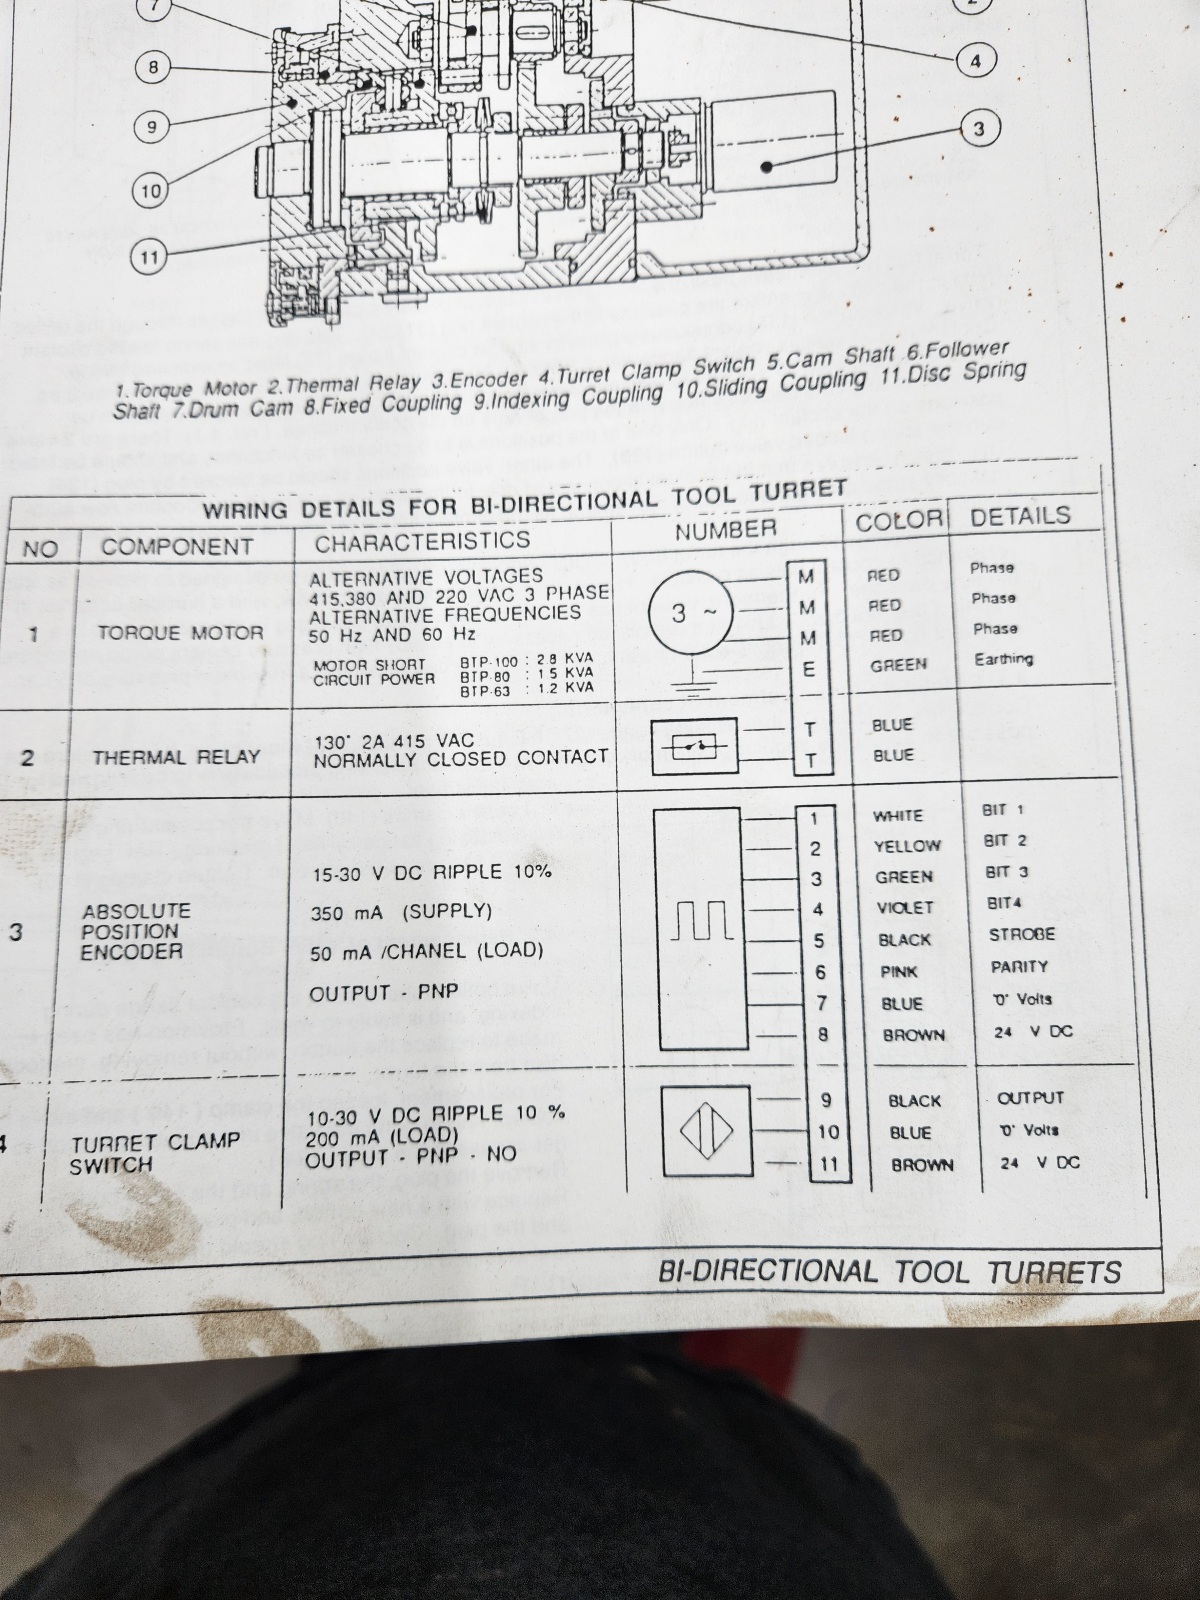 7
8
9
10
11
2
4
3
1.Torque Motor 2.Thermal Relay 3.Encoder 4.Turret Clamp Switch 5.Cam Shaft 6.Follower
Shaft 7.Drum Cam 8.Fixed Coupling 9.Indexing Coupling 10.Sliding Coupling 11.Disc Spring
WIRING DETAILS FOR BI-DIRECTIONAL TOOL TURRET
NO COMPONENT CHARACTERISTICS NUMBER COLOR DETAILS
1 TORQUE MOTOR
ALTERNATIVE VOLTAGES
415,380 AND 220 VAC 3 PHASE
ALTERNATIVE FREQUENCIES
50 Hz AND 60 Hz
MOTOR SHORT BTP-100 : 2.8 KVA
CIRCUIT POWER BTP-80 : 1.5 KVA
BTP-63 : 1.2 KVA
3 ~
M RED Phase
M RED Phase
M RED Phase
E GREEN Earthing
2 THERMAL RELAY
130° 2A 415 VAC
NORMALLY CLOSED CONTACT
T BLUE
T BLUE
3
ABSOLUTE
POSITION
ENCODER
15-30 V DC RIPPLE 10%
350 mA (SUPPLY)
50 mA /CHANEL (LOAD)
OUTPUT - PNP
1 WHITE BIT 1
2 YELLOW BIT 2
3 GREEN BIT 3
4 VIOLET BIT4
5 BLACK STROBE
6 PINK PARITY
7 BLUE '0' Volts
8 BROWN 24 V DC
4
TURRET CLAMP
SWITCH
10-30 V DC RIPPLE 10 %
200 mA (LOAD)
OUTPUT - PNP - NO
9 BLACK OUTPUT
10 BLUE '0' Volts
11 BROWN 24 V DC
BI-DIRECTIONAL TOOL TURRETS